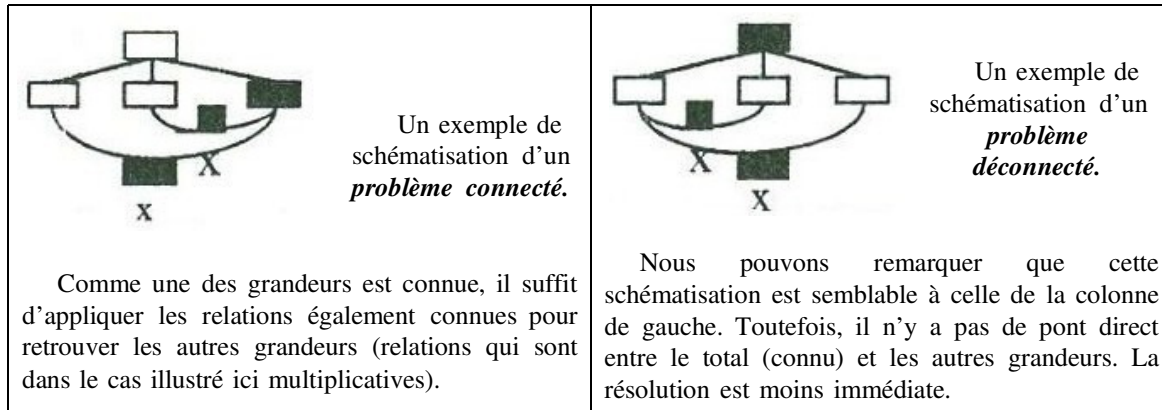 Un exemple de
schématisation d'un
problème connecté.
X
x
Comme une des grandeurs est connue, il suffit
d'appliquer les relations également connues pour
retrouver les autres grandeurs (relations qui sont
dans le cas illustré ici multiplicatives).
Un exemple de
schématisation d'un
problème
déconnecté.
X
X
Nous pouvons remarquer que cette
schématisation est semblable à celle de la colonne
de gauche. Toutefois, il n'y a pas de pont direct
entre le total (connu) et les autres grandeurs. La
résolution est moins immédiate.